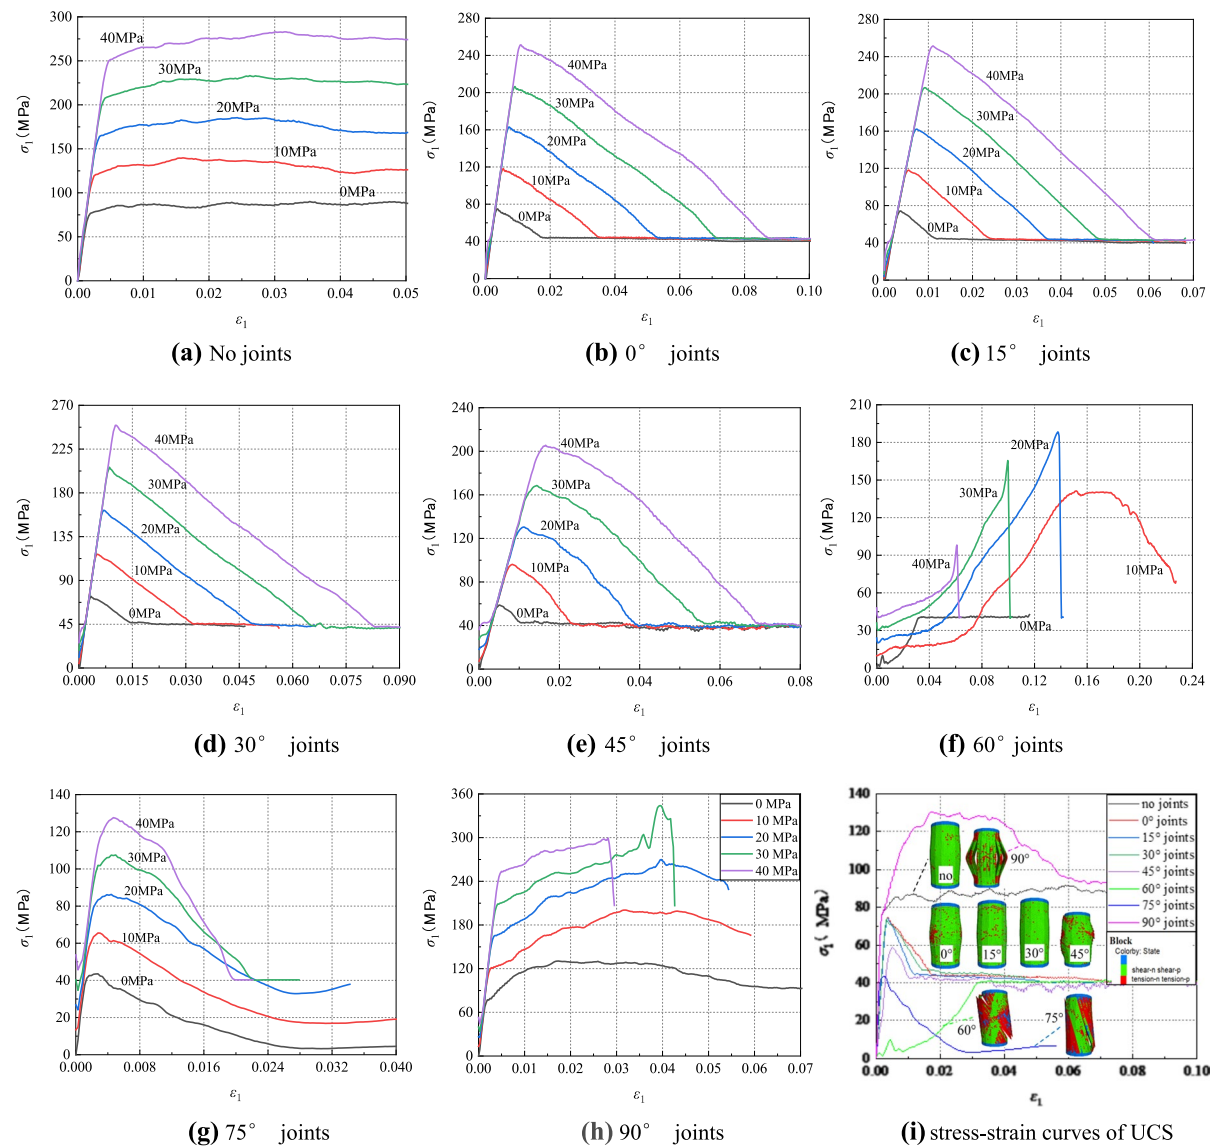 300
275
250
225
200
175
150
125
100
75
50
25
0
σ1 (MPa)
40MPa
30MPa
20MPa
10MPa
0MPa
0.00 0.01 0.02 0.03 0.04 0.05
ε1
(a) No joints
280
240
200
160
120
80
40
0
σ1 (MPa)
40MPa
30MPa
20MPa
10MPa
0MPa
0.00 0.02 0.04 0.06 0.08 0.10
ε1
(b) 0° joints
280
240
200
160
120
80
40
0
σ1 (MPa)
40MPa
30MPa
20MPa
10MPa
0MPa
0.00 0.01 0.02 0.03 0.04 0.05 0.06 0.07
ε1
(c) 15° joints
270
225
180
135
90
45
0
σ1 (MPa)
40MPa
30MPa
20MPa
10MPa
0MPa
0.000 0.015 0.030 0.045 0.060 0.075 0.090
ε1
(d) 30° joints
240
200
160
120
80
40
0
σ1 (MPa)
40MPa
30MPa
20MPa
10MPa
0MPa
0.00 0.02 0.04 0.06 0.08
ε1
(e) 45° joints
210
180
150
120
90
60
30
0
σ1 (MPa)
20MPa
30MPa
40MPa
10MPa
0MPa
0.00 0.04 0.08 0.12 0.16 0.20 0.24
ε1
(f) 60° joints
140
120
100
80
60
40
20
0
σ1 (MPa)
40MPa
30MPa
20MPa
10MPa
0MPa
0.000 0.008 0.016 0.024 0.032 0.040
ε1
(g) 75° joints
360
300
240
180
120
60
0
σ1 (MPa)
0 MPa
10 MPa
20 MPa
30 MPa
40 MPa
0.00 0.01 0.02 0.03 0.04 0.05 0.06 0.07
ε1
(h) 90° joints
140
120
100
80
60
40
20
0
σ1 ( MPa)
no joints
0° joints
15° joints
30° joints
45° joints
60° joints
75° joints
90° joints
Block
Colorby: State
shear-n shear-p
tension-n tension-p
no
90°
0° 15° 30° 45°
60° 75°
0.00 0.02 0.04 0.06 0.08 0.10
ε1
(i) stress-strain curves of UCS